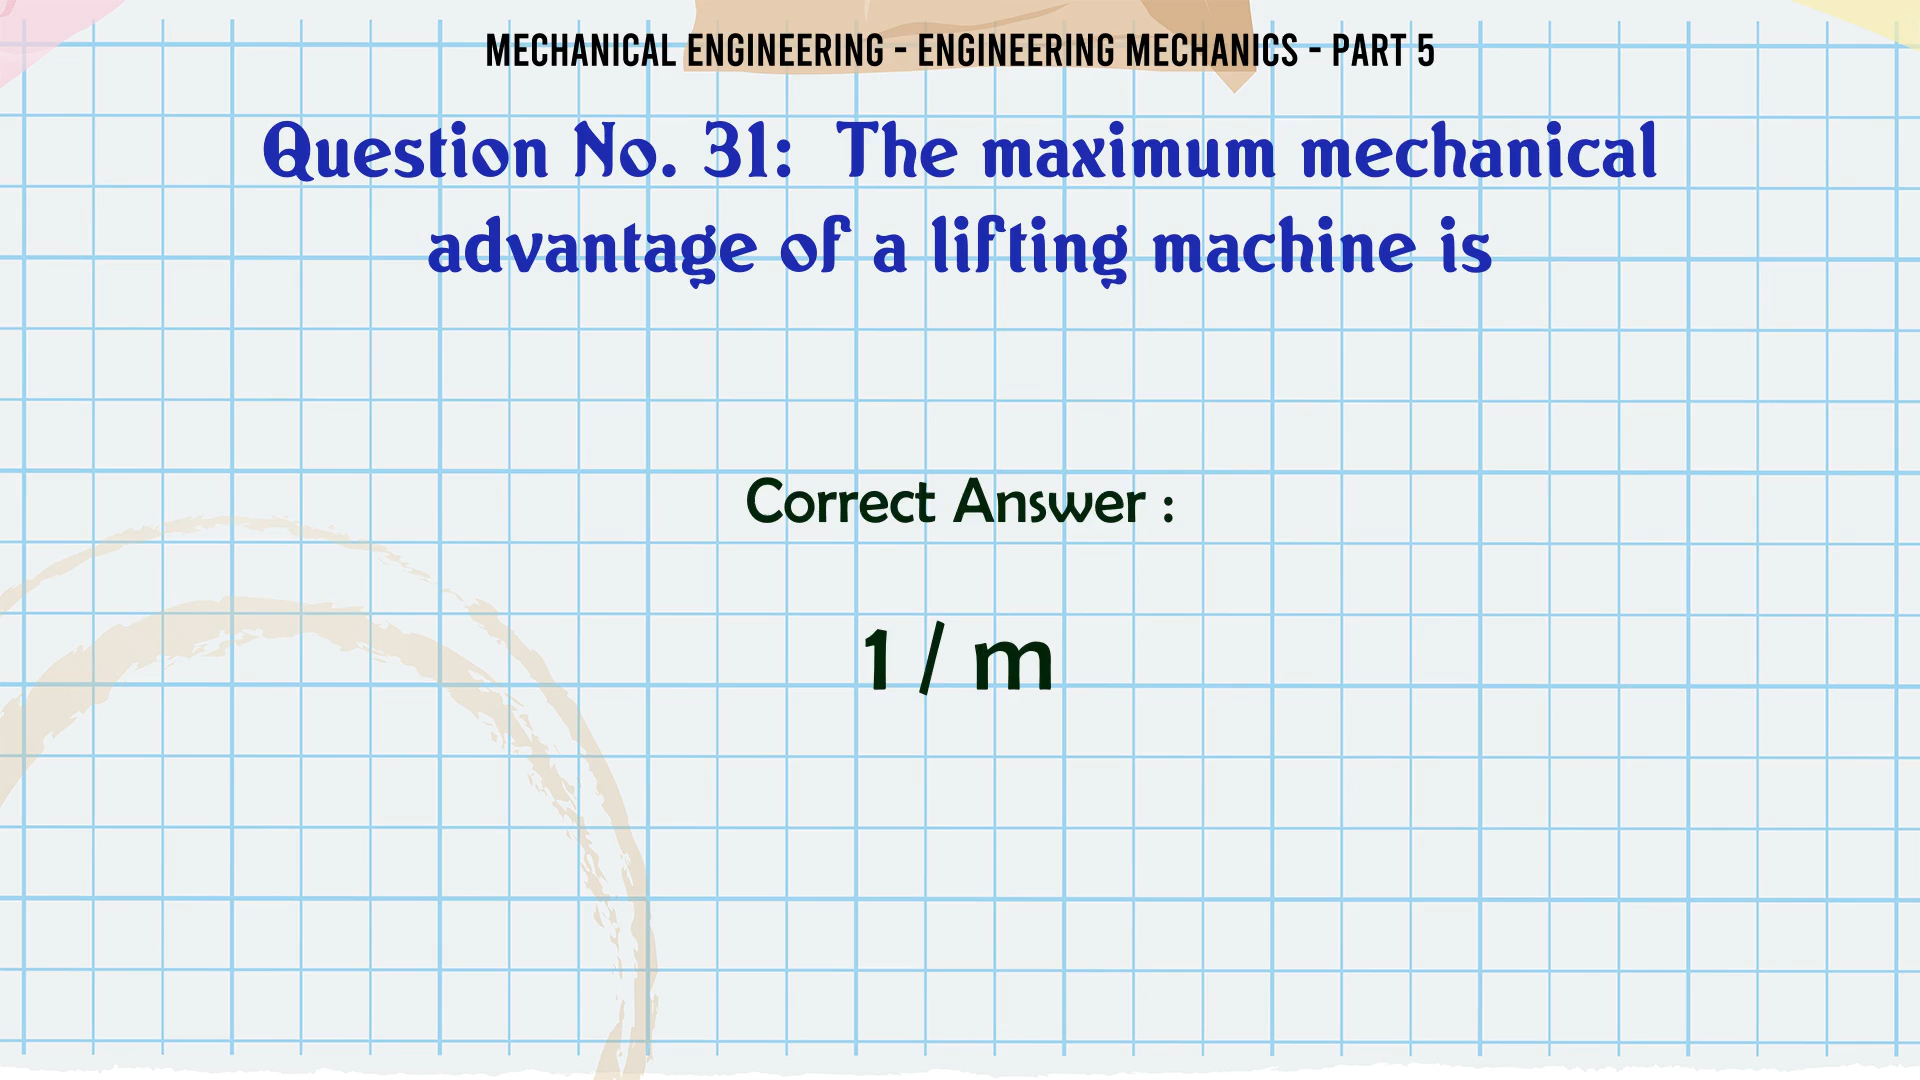 MECHANICAL ENGINEERING - ENGINEERING MECHANICS - PART 5
Question No. 31: The maximum mechanical
advantage of a lifting machine is
Correct Answer :
1 / m